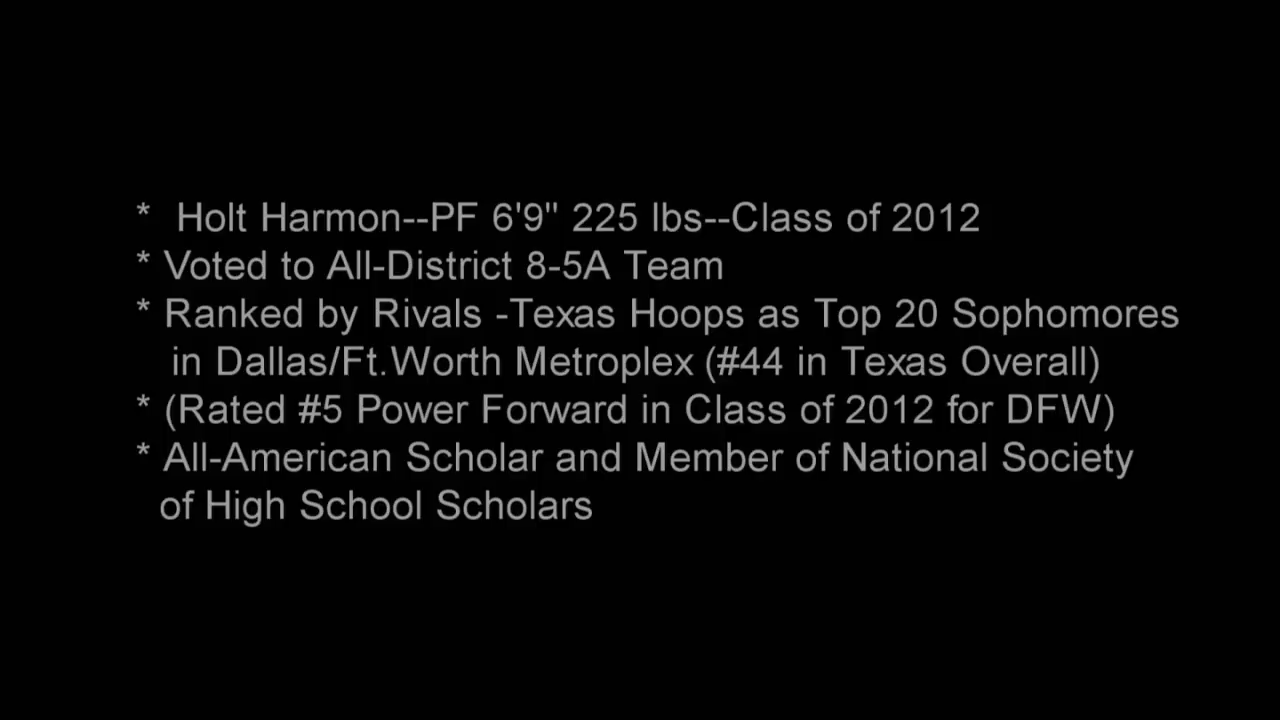 * Holt Harmon--PF 6'9" 225 lbs--Class of 2012
* Voted to All-District 8-5A Team
* Ranked by Rivals -Texas Hoops as Top 20 Sophomores
in Dallas/Ft.Worth Metroplex (#44 in Texas Overall)
* (Rated #5 Power Forward in Class of 2012 for DFW)
* All-American Scholar and Member of National Society
of High School Scholars